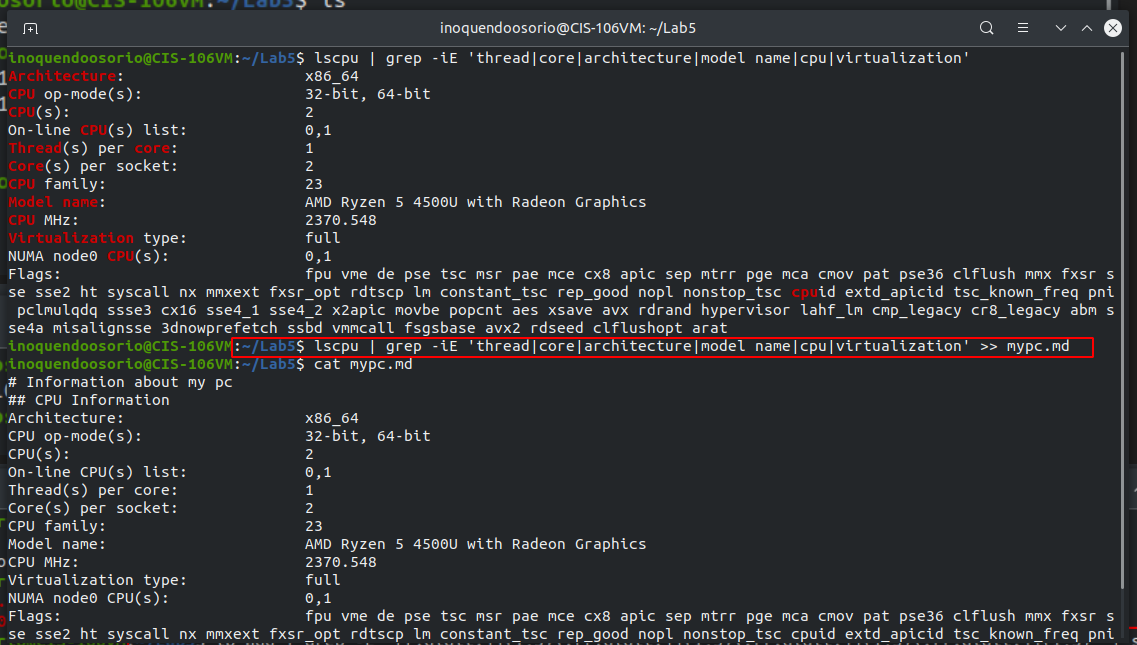 inoquendoosorio@CIS-106VM: ~/Lab5
inoquendoosorio@CIS-106VM:~/Lab5$ lscpu | grep -iE 'thread|core|architecture|model name|cpu|virtualization'
Architecture:                    x86_64
CPU op-mode(s):                  32-bit, 64-bit
CPU(s):                          2
On-line CPU(s) list:             0,1
Thread(s) per core:              1
Core(s) per socket:              2
CPU family:                      23
Model name:                      AMD Ryzen 5 4500U with Radeon Graphics
CPU MHz:                         2370.548
Virtualization type:             full
NUMA node0 CPU(s):               0,1
Flags:                           fpu vme de pse tsc msr pae mce cx8 apic sep mtrr pge mca cmov pat pse36 clflush mmx fxsr s
se sse2 ht syscall nx mmxext fxsr_opt rdtscp lm constant_tsc rep_good nopl nonstop_tsc cpuid extd_apicid tsc_known_freq pni
 pclmulqdq ssse3 cx16 sse4_1 sse4_2 x2apic movbe popcnt aes xsave avx rdrand hypervisor lahf_lm cmp_legacy cr8_legacy abm s
se4a misalignsse 3dnowprefetch ssbd vmmcall fsgsbase avx2 rdseed clflushopt arat
inoquendoosorio@CIS-106VM:~/Lab5$ lscpu | grep -iE 'thread|core|architecture|model name|cpu|virtualization' >> mypc.md
inoquendoosorio@CIS-106VM:~/Lab5$ cat mypc.md
# Information about my pc
## CPU Information
Architecture:                    x86_64
CPU op-mode(s):                  32-bit, 64-bit
CPU(s):                          2
On-line CPU(s) list:             0,1
Thread(s) per core:              1
Core(s) per socket:              2
CPU family:                      23
Model name:                      AMD Ryzen 5 4500U with Radeon Graphics
CPU MHz:                         2370.548
Virtualization type:             full
NUMA node0 CPU(s):               0,1
Flags:                           fpu vme de pse tsc msr pae mce cx8 apic sep mtrr pge mca cmov pat pse36 clflush mmx fxsr s
se sse2 ht syscall nx mmxext fxsr_opt rdtscp lm constant_tsc rep_good nopl nonstop_tsc cpuid extd_apicid tsc_known_freq pni